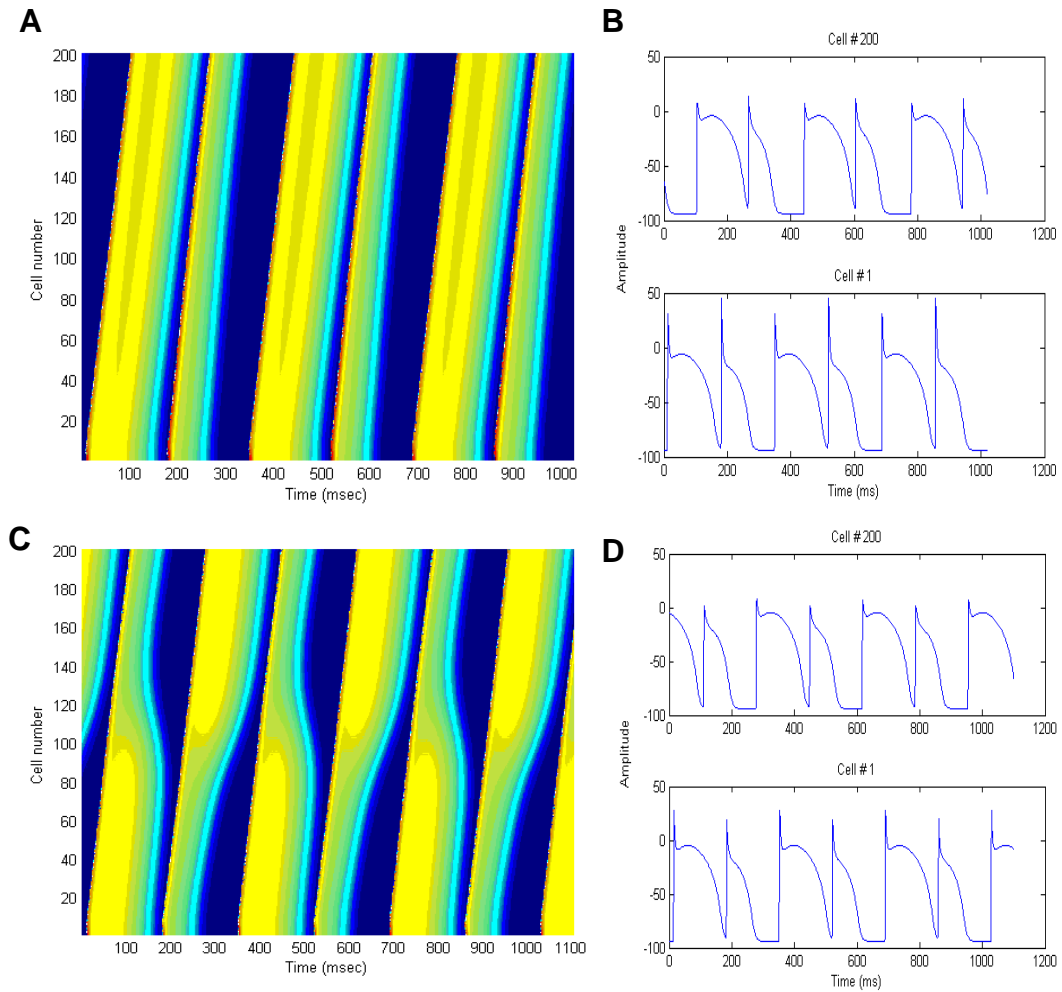 A
200
180
160
140
120
100
80
60
40
20
Cell number
100 200 300 400 500 600 700 800 900 1000
Time (msec)
B
Cell # 200
50
0
-50
-100
0 200 400 600 800 1000 1200
Amplitude
Cell # 1
50
0
-50
-100
0 200 400 600 800 1000 1200
Time (ms)
C
200
180
160
140
120
100
80
60
40
20
Cell number
100 200 300 400 500 600 700 800 900 1000 1100
Time (msec)
D
Cell # 200
50
0
-50
-100
0 200 400 600 800 1000 1200
Amplitude
Cell # 1
50
0
-50
-100
0 200 400 600 800 1000 1200
Time (ms)